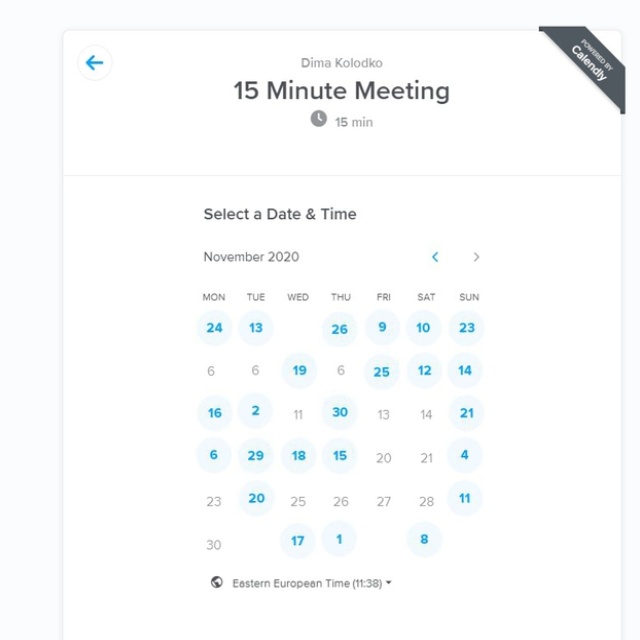 POWERED BY
Calendly
Dima Kolodko
15 Minute Meeting
15 min
Select a Date & Time
November 2020
MON TUE WED THU FRI SAT SUN
24 13 26 9 10 23
6 6 19 6 25 12 14
16 2 11 30 13 14 21
6 29 18 15 20 21 4
23 20 25 26 27 28 11
30 17 1 8
Eastern European Time (11:38)